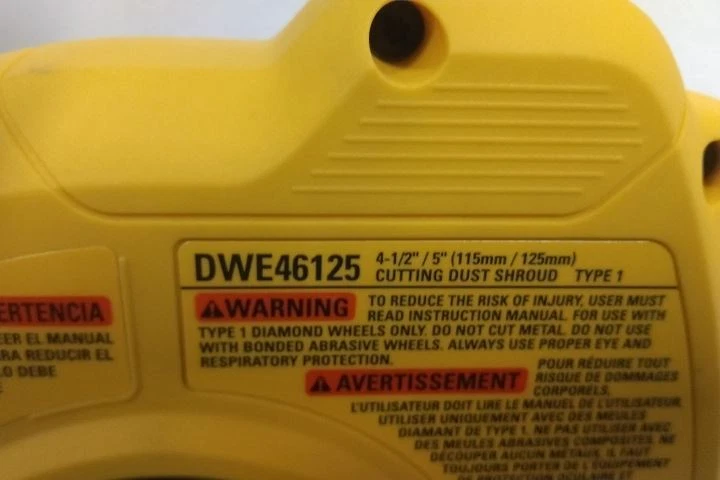 DWE46125 4-1/2" / 5" (115mm / 125mm)
CUTTING DUST SHROUD TYPE 1
WARNING TO REDUCE THE RISK OF INJURY, USER MUST
READ INSTRUCTION MANUAL. FOR USE WITH
TYPE 1 DIAMOND WHEELS ONLY. DO NOT CUT METAL. DO NOT USE
WITH BONDED ABRASIVE WHEELS. ALWAYS USE PROPER EYE AND
RESPIRATORY PROTECTION.
AVERTISSEMENT POUR RÉDUIRE TOUT
RISQUE DE DOMMAGES
CORPORELS,
L'UTILISATEUR DOIT LIRE LE MANUEL DE L'UTILISATEUR.
UTILISER UNIQUEMENT AVEC DES MEULES
DIAMANT DE TYPE 1. NE PAS UTILISER AVEC
DES MEULES ABRASIVES COMPOSITES. NE
DÉCOUPER AUCUN MÉTAUX. IL FAUT
TOUJOURS PORTER DE L'ÉQUIPEMENT
DE PROTECTION OCULAIRE ET
ERTENCIA
EER EL MANUAL
ARA REDUCIR EL
LO DEBE
E